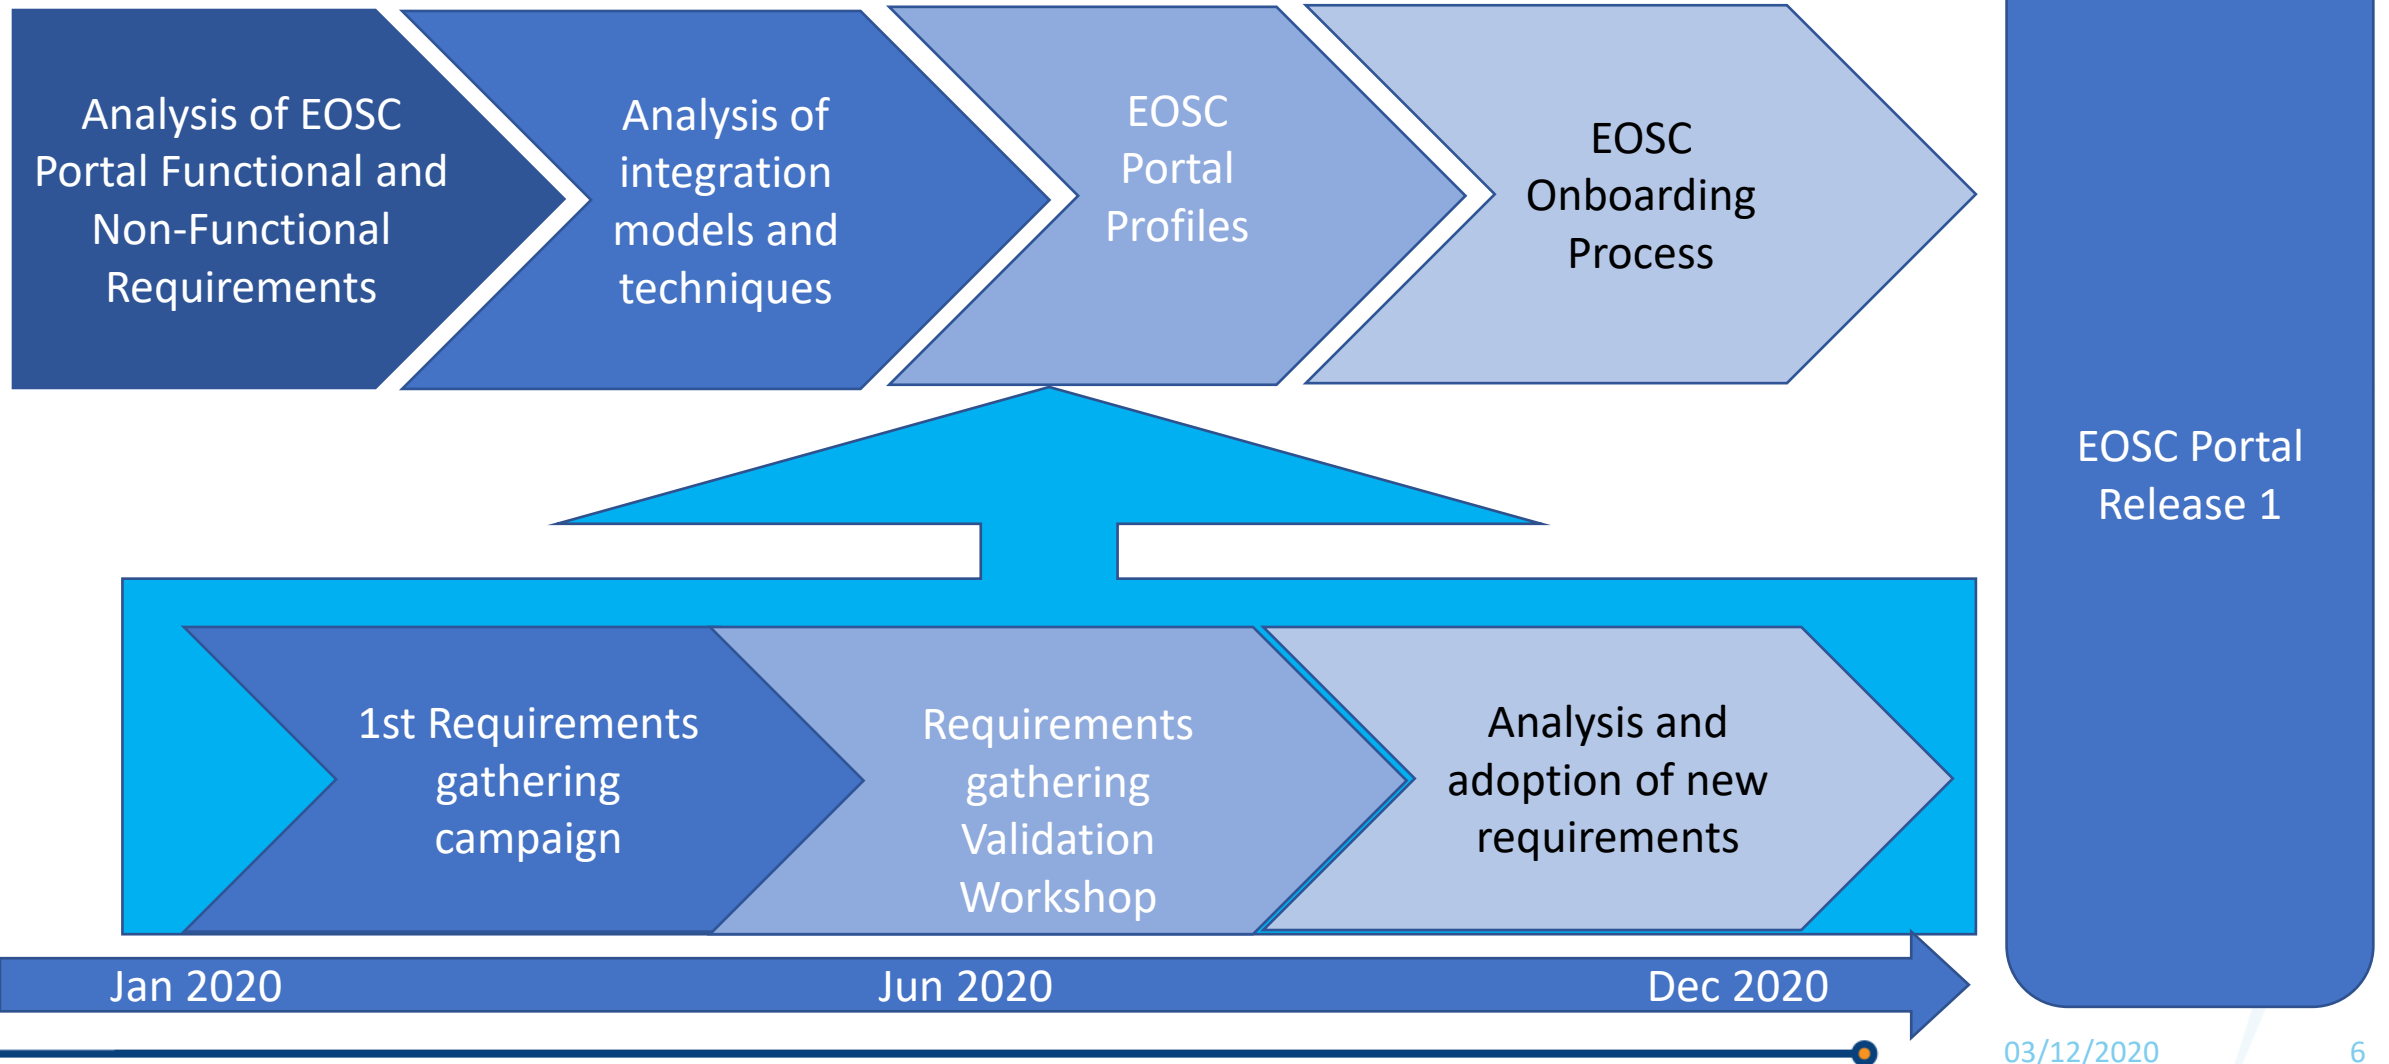 Analysis of EOSC
Portal Functional and
Non-Functional
Requirements
Analysis of
integration
models and
techniques
EOSC
Portal
Profiles
EOSC
Onboarding
Process
EOSC Portal
Release 1
1st Requirements
gathering
campaign
Requirements
gathering
Validation
Workshop
Analysis and
adoption of new
requirements
Jan 2020
Jun 2020
Dec 2020
03/12/2020
6